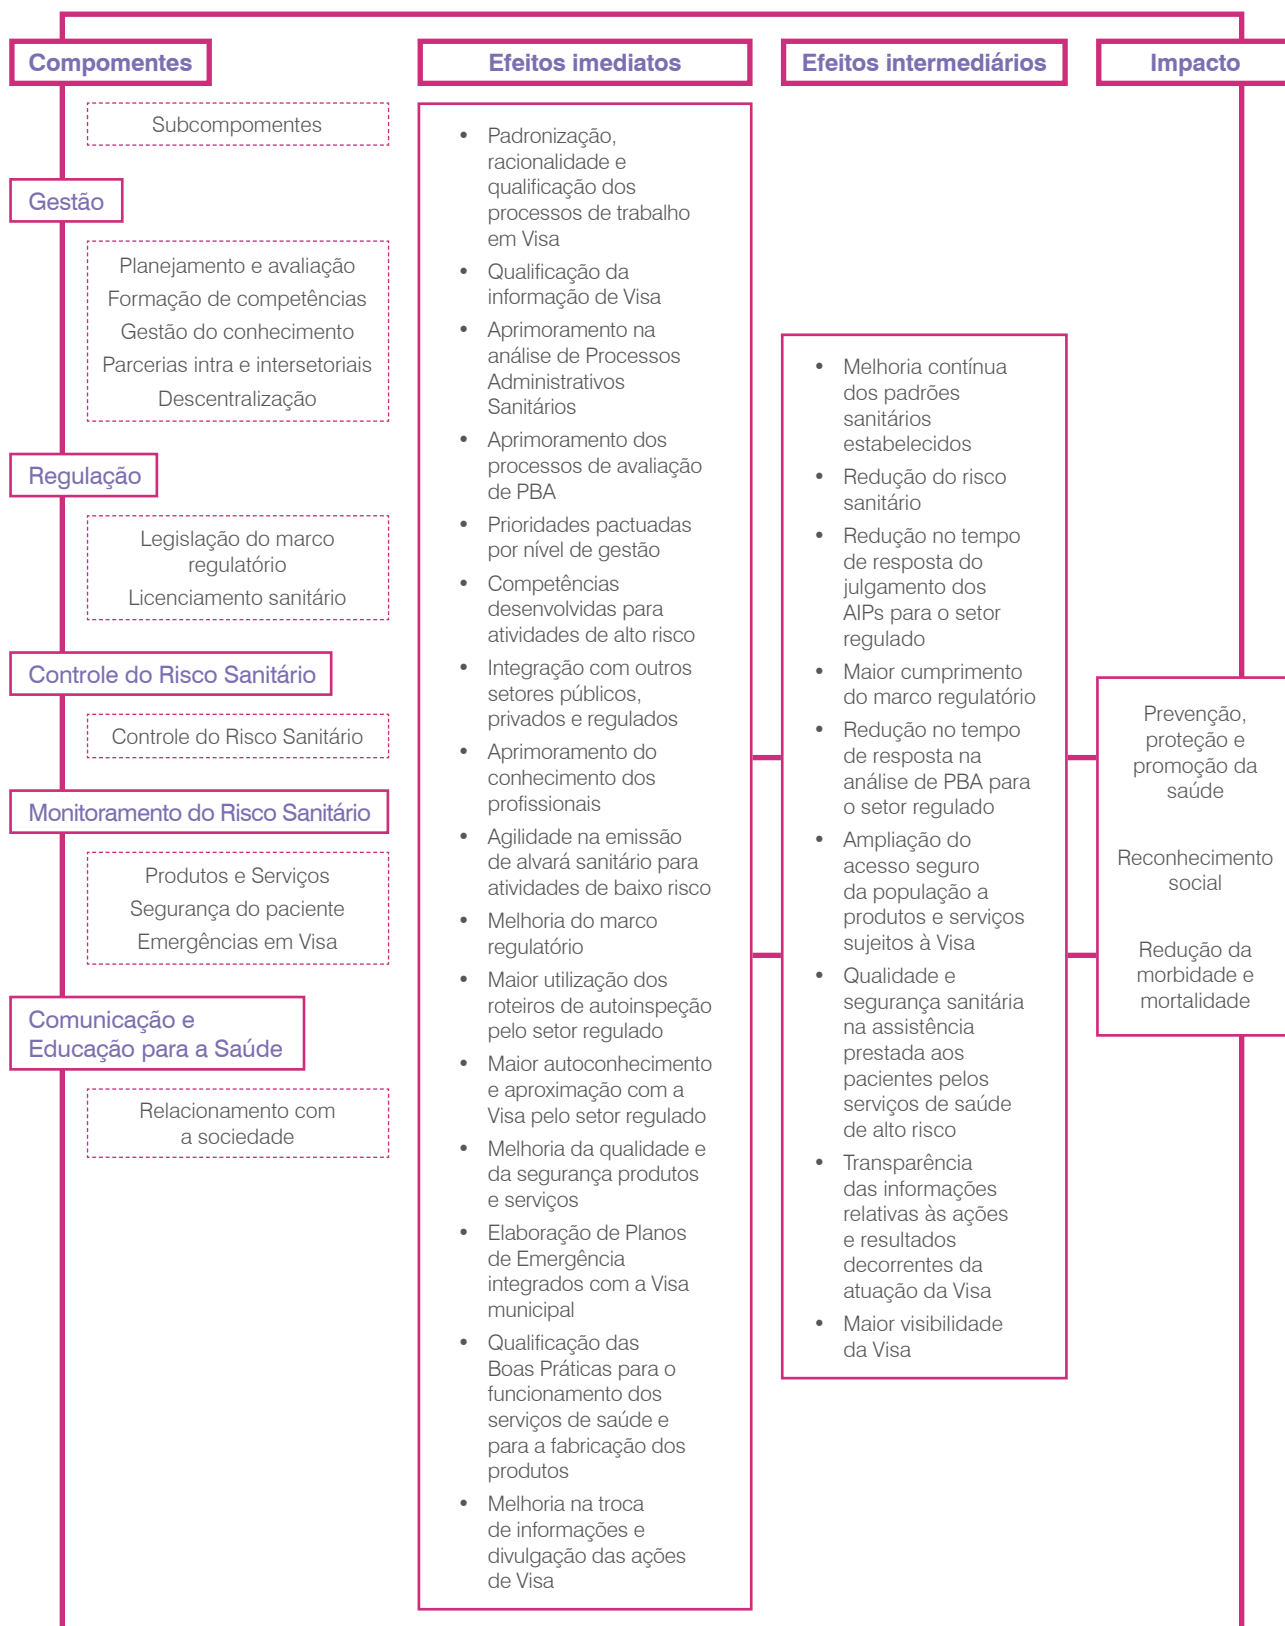 Compomentes
Subcompomentes
Gestão
Planejamento e avaliação
Formação de competências
Gestão do conhecimento
Parcerias intra e intersetoriais
Descentralização
Regulação
Legislação do marco
regulatório
Licenciamento sanitário
Controle do Risco Sanitário
Controle do Risco Sanitário
Monitoramento do Risco Sanitário
Produtos e Serviços
Segurança do paciente
Emergências em Visa
Comunicação e
Educação para a Saúde
Relacionamento com
a sociedade
Efeitos imediatos
• Padronização,
racionalidade e
qualificação dos
processos de trabalho
em Visa
• Qualificação da
informação de Visa
• Aprimoramento na
análise de Processos
Administrativos
Sanitários
• Aprimoramento dos
processos de avaliação
de PBA
• Prioridades pactuadas
por nível de gestão
• Competências
desenvolvidas para
atividades de alto risco
• Integração com outros
setores públicos,
privados e regulados
• Aprimoramento do
conhecimento dos
profissionais
• Agilidade na emissão
de alvará sanitário para
atividades de baixo risco
• Melhoria do marco
regulatório
• Maior utilização dos
roteiros de autoinspeção
pelo setor regulado
• Maior autoconhecimento
e aproximação com a
Visa pelo setor regulado
• Melhoria da qualidade e
da segurança produtos
e serviços
• Elaboração de Planos
de Emergência
integrados com a Visa
municipal
• Qualificação das
Boas Práticas para o
funcionamento dos
serviços de saúde e
para a fabricação dos
produtos
• Melhoria na troca
de informações e
divulgação das ações
de Visa
Efeitos intermediários
• Melhoria contínua
dos padrões
sanitários
estabelecidos
• Redução do risco
sanitário
• Redução no tempo
de resposta do
julgamento dos
AIPs para o setor
regulado
• Maior cumprimento
do marco regulatório
• Redução no tempo
de resposta na
análise de PBA para
o setor regulado
• Ampliação do
acesso seguro
da população a
produtos e serviços
sujeitos à Visa
• Qualidade e
segurança sanitária
na assistência
prestada aos
pacientes pelos
serviços de saúde
de alto risco
• Transparência
das informações
relativas às ações
e resultados
decorrentes da
atuação da Visa
• Maior visibilidade
da Visa
Impacto
Prevenção,
proteção e
promoção da
saúde
Reconhecimento
social
Redução da
morbidade e
mortalidade